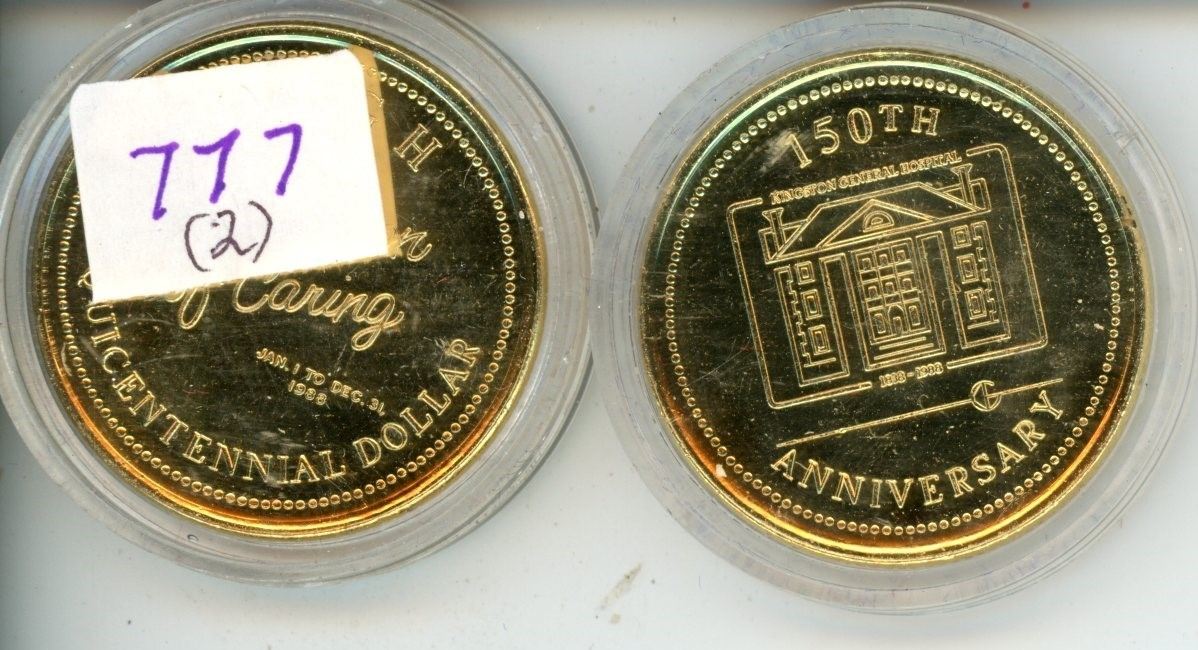 777
(2)
H
of Caring
JAN. 1 TO DEC. 31,
1988
UICENTENNIAL DOLLAR
150TH
KINGSTON GENERAL HOSPITAL
1838-1988
ANNIVERSARY